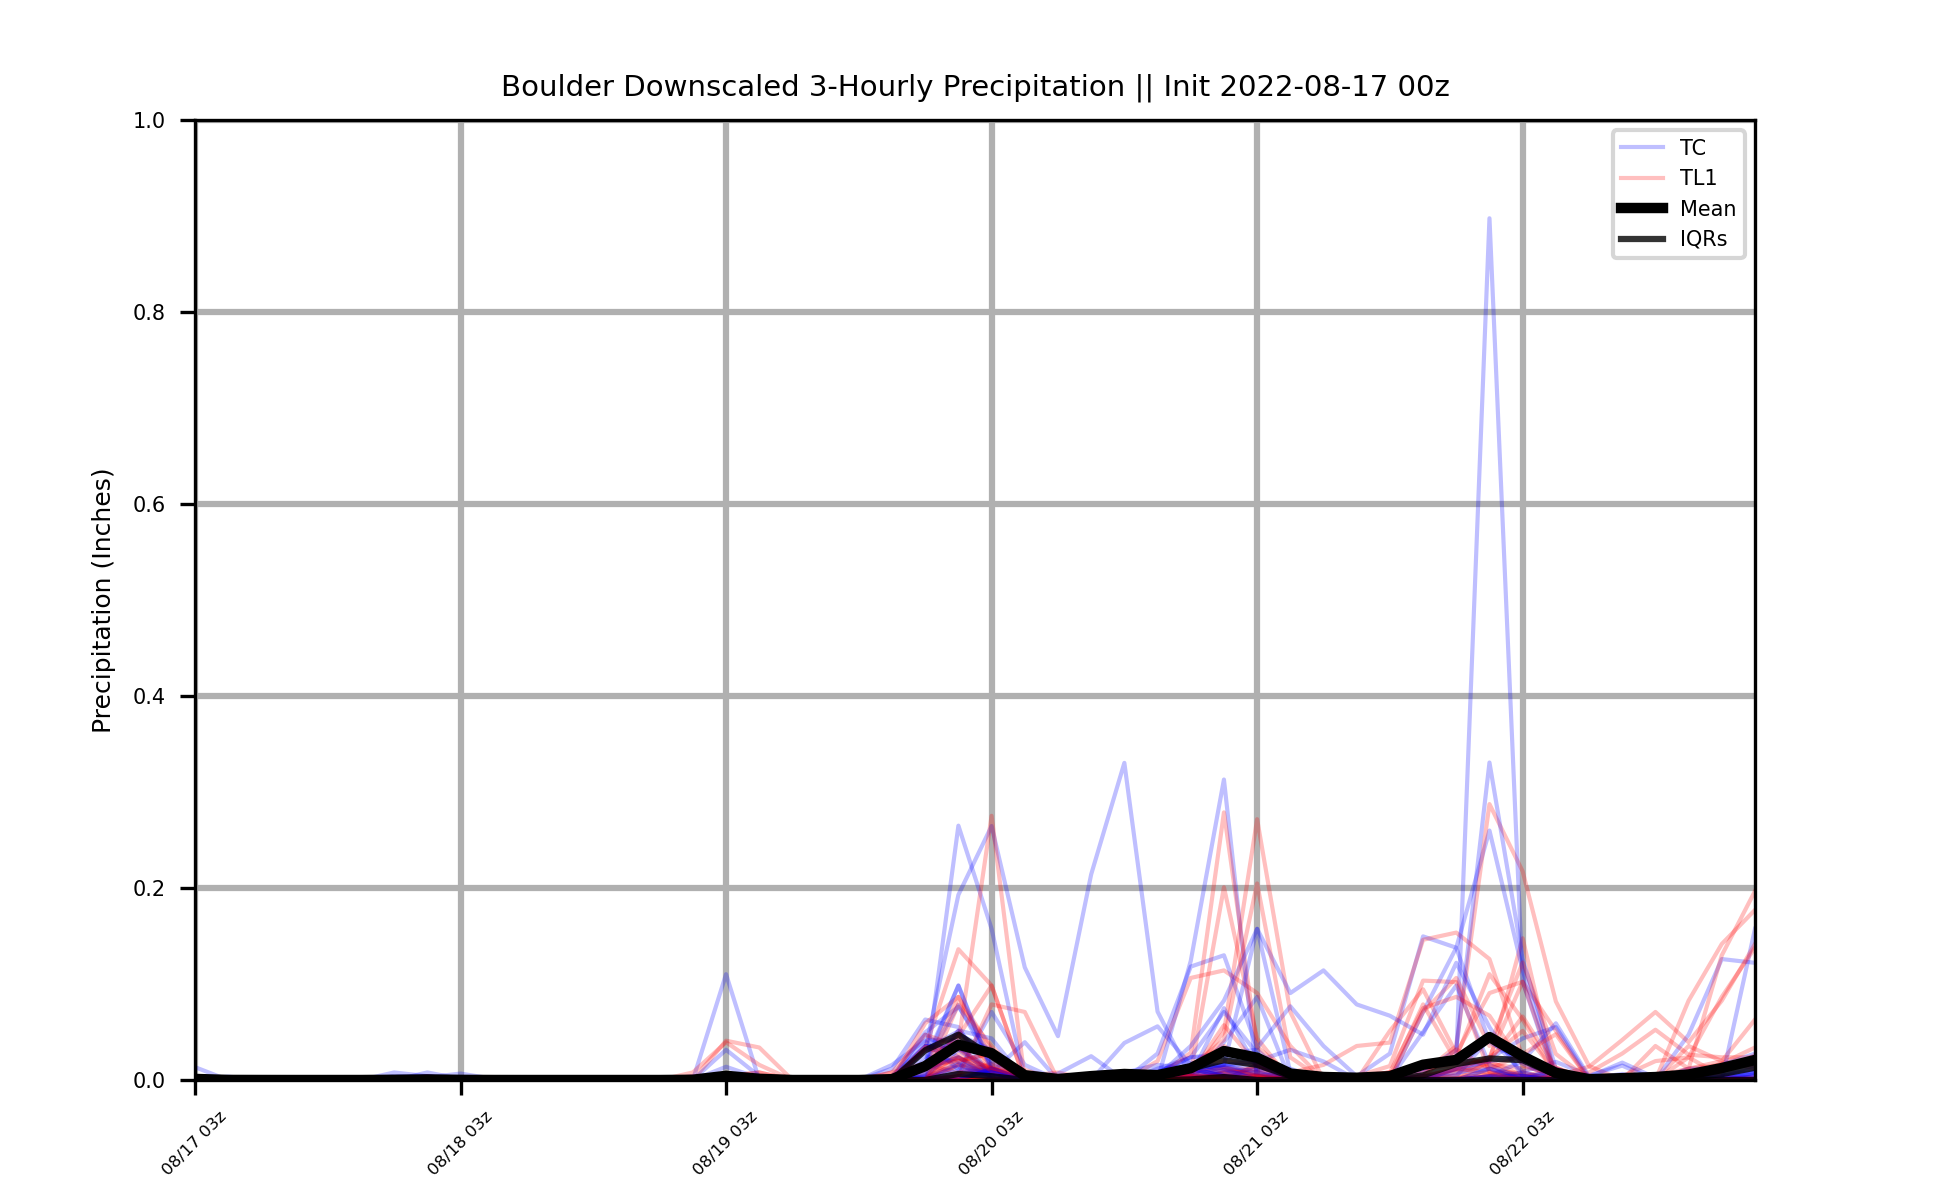 Boulder Downscaled 3-Hourly Precipitation || Init 2022-08-17 00z
Precipitation (Inches)
1.0
0.8
0.6
0.4
0.2
0.0
TC
TL1
Mean
IQRs
08/17 03z
08/18 03z
08/19 03z
08/20 03z
08/21 03z
08/22 03z